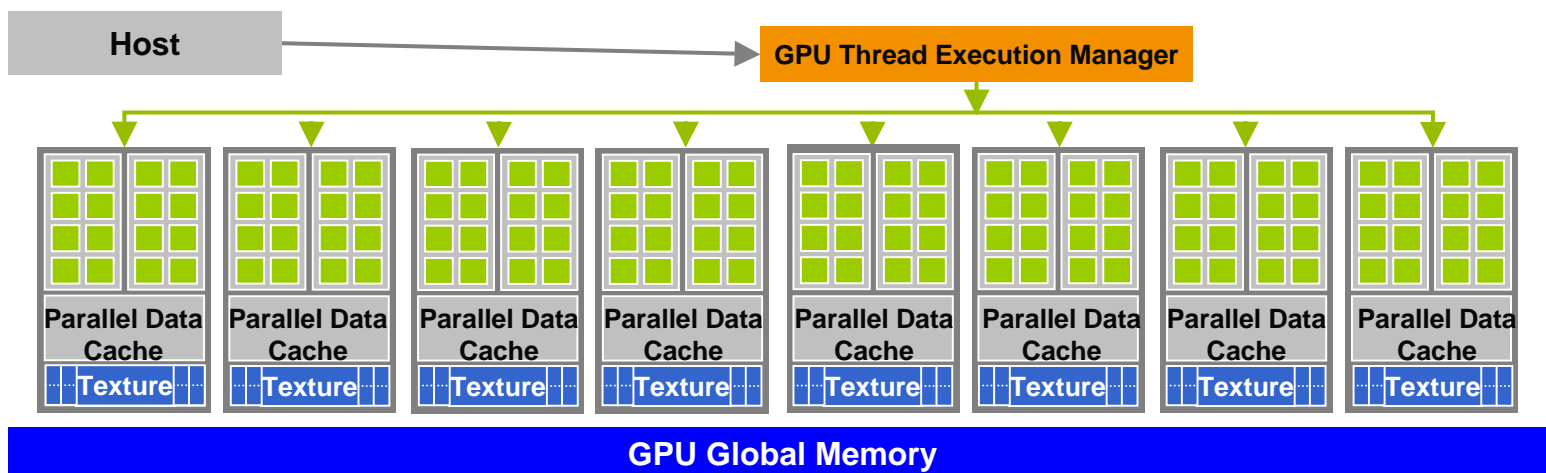 Host
GPU Thread Execution Manager
Parallel Data
Cache
Texture
Parallel Data
Cache
Texture
Parallel Data
Cache
Texture
Parallel Data
Cache
Texture
Parallel Data
Cache
Texture
Parallel Data
Cache
Texture
Parallel Data
Cache
Texture
Parallel Data
Cache
Texture
GPU Global Memory